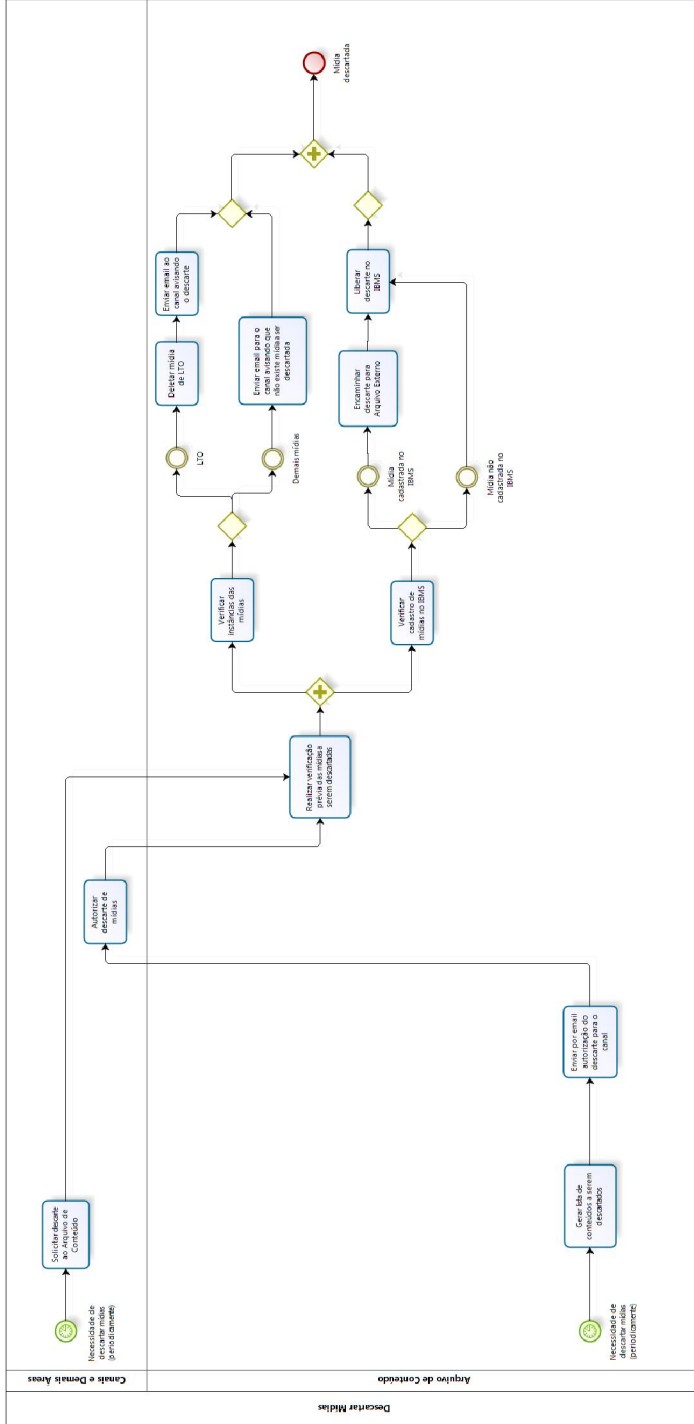 Descartar Mídias
Canais e Demais Áreas
Necessidade de
descartar mídias
(periodicamente)
Solicitar descarte
ao Arquivo de
Conteúdo
Autorizar
descarte de
mídias
Arquivo de Conteúdo
Necessidade de
descartar mídias
(periodicamente)
Gerar lista de
conteúdos a serem
descartados
Enviar por email
autorização do
descarte para o
canal
Realizar verificação
prévia das mídias a
serem descartadas
Verificar
instâncias das
mídias
LTO
Deletar mídia
de LTO
Enviar email ao
canal avisando
o descarte
Demais mídias
Enviar email para o
canal avisando que
não existe mídia a ser
descartada
Verificar
cadastro de
mídias no IBMS
Mídia
cadastrada no
IBMS
Encaminhar
descarte para
Arquivo Externo
Liberar
descarte no
IBMS
Mídia não
cadastrada no
IBMS
Mídia
descartada